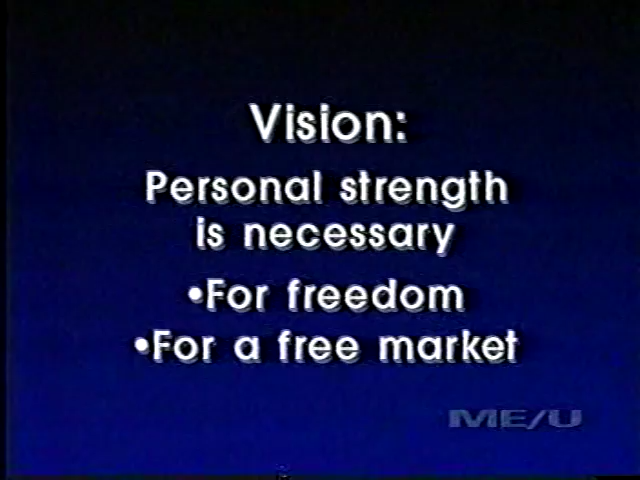 Vision:
Personal strength
is necessary
•For freedom
•For a free market
ME/U